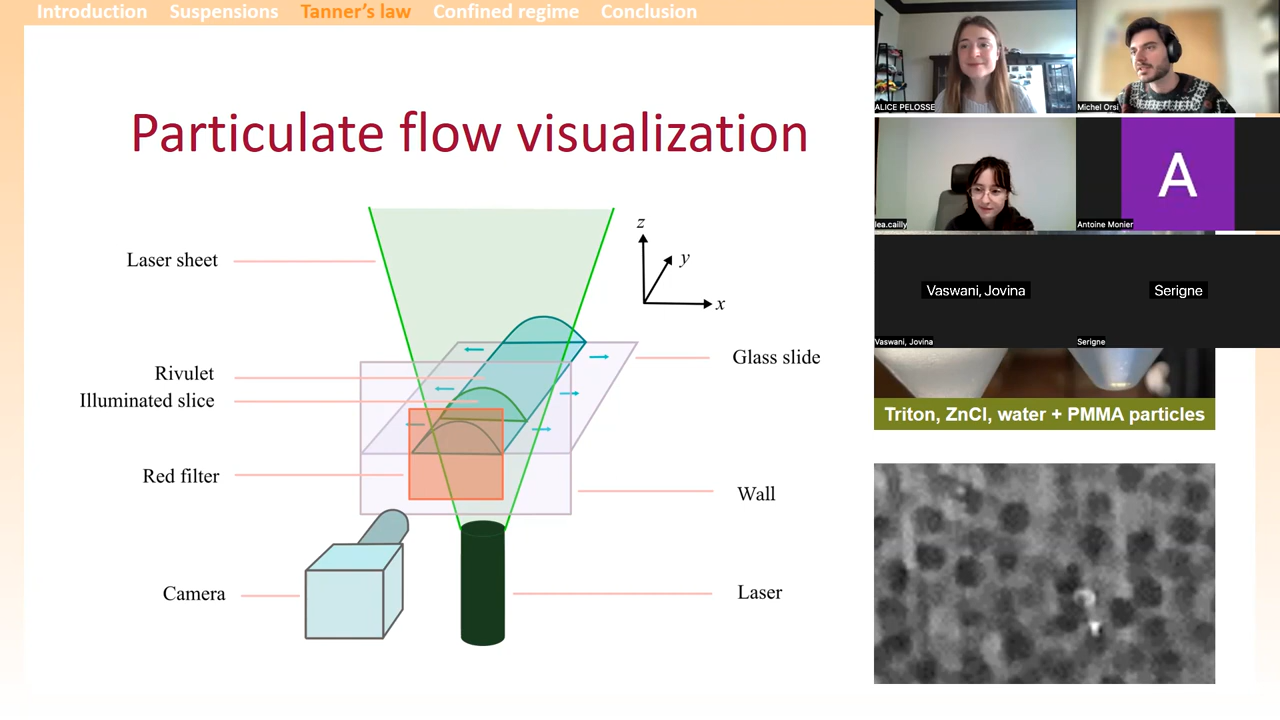 Introduction Suspensions Tanner's law Confined regime Conclusion
Particulate flow visualization
Laser sheet
z
y
x
Glass slide
Rivulet
Illuminated slice
Red filter
Wall
Camera
Laser
ALICE PELOSSE
Michel Orsi
lea.cailly
A
Antoine Monier
Vaswani, Jovina
Serigne
Vaswani, Jovina
Serigne
Triton, ZnCl, water + PMMA particles